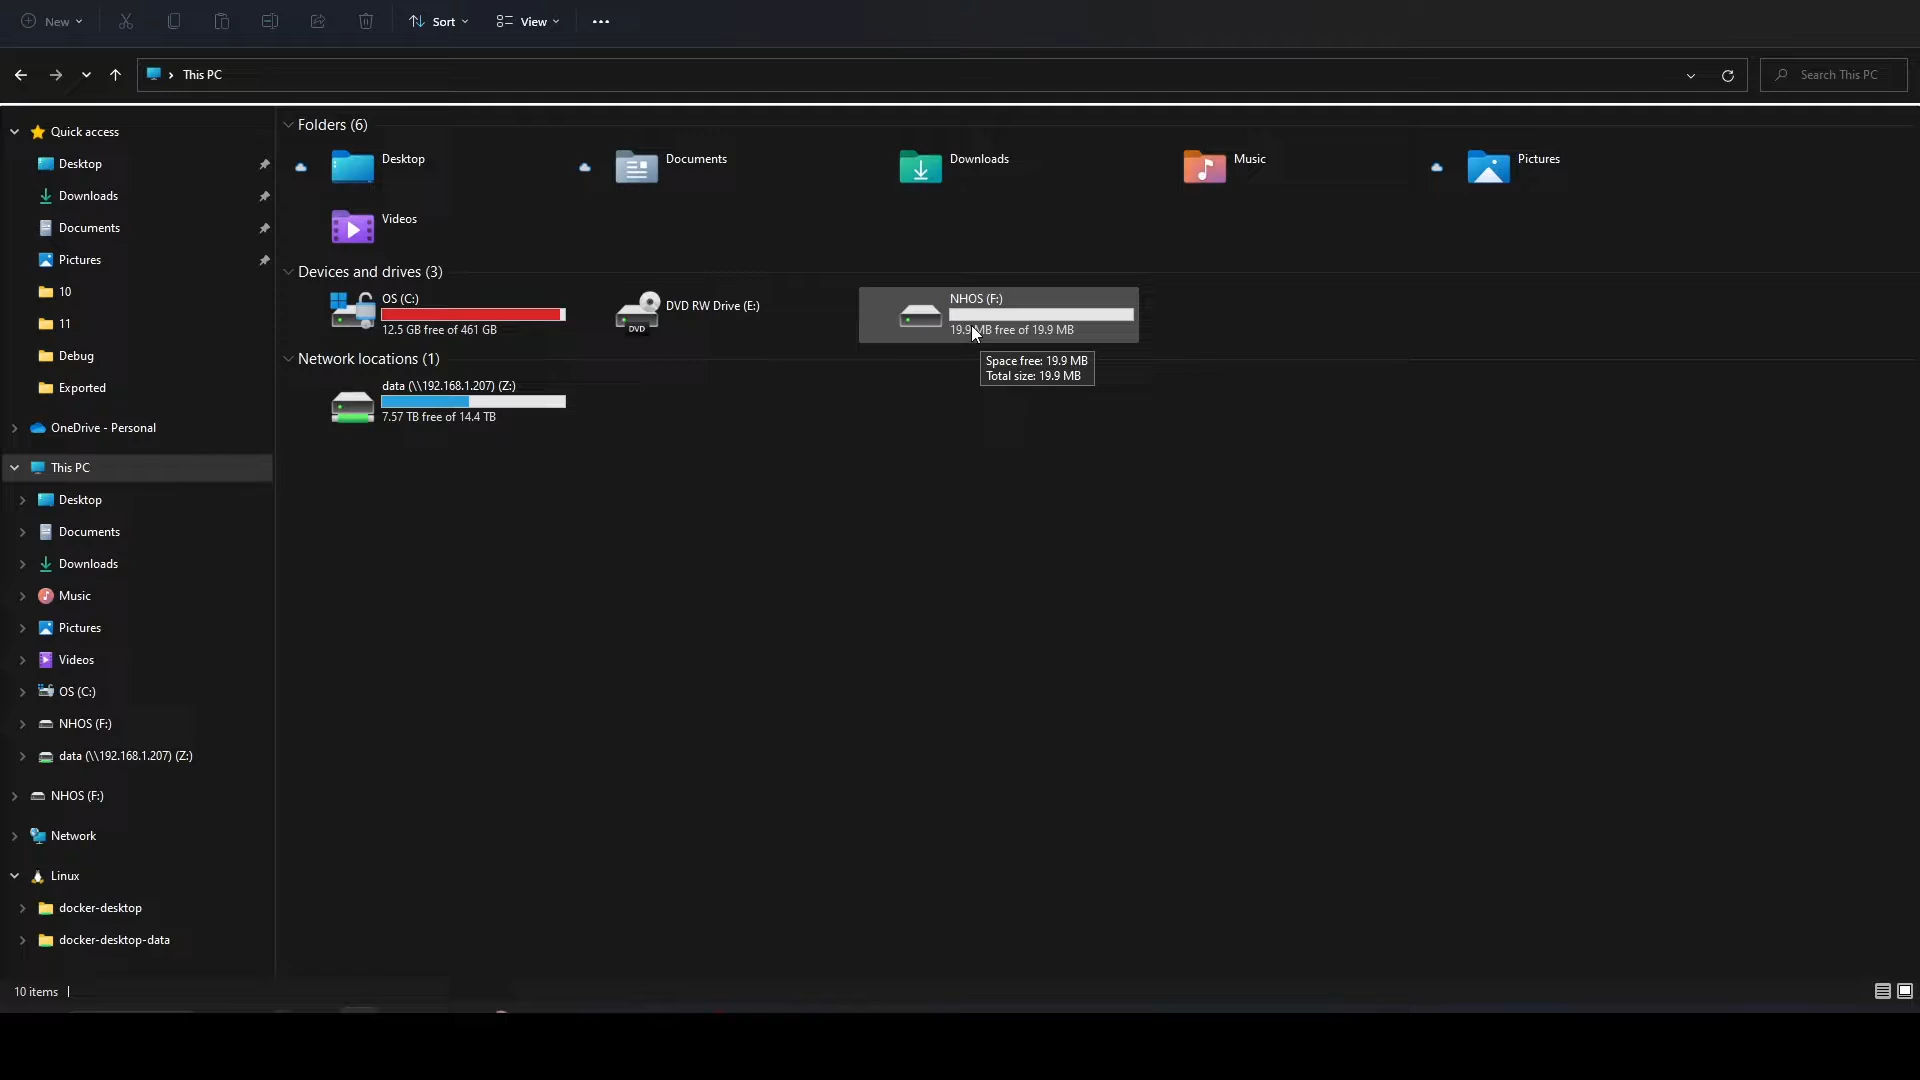 New
Sort
View
This PC
Search This PC
Quick access
Desktop
Downloads
Documents
Pictures
10
11
Debug
Exported
OneDrive - Personal
This PC
Desktop
Documents
Downloads
Music
Pictures
Videos
OS (C:)
NHOS (F:)
data (\\192.168.1.207) (Z:)
NHOS (F:)
Network
Linux
docker-desktop
docker-desktop-data
Folders (6)
Desktop
Documents
Downloads
Music
Pictures
Videos
Devices and drives (3)
OS (C:)
12.5 GB free of 461 GB
DVD
DVD RW Drive (E:)
NHOS (F:)
19.9 MB free of 19.9 MB
Space free: 19.9 MB
Total size: 19.9 MB
Network locations (1)
data (\\192.168.1.207) (Z:)
7.57 TB free of 14.4 TB
10 items